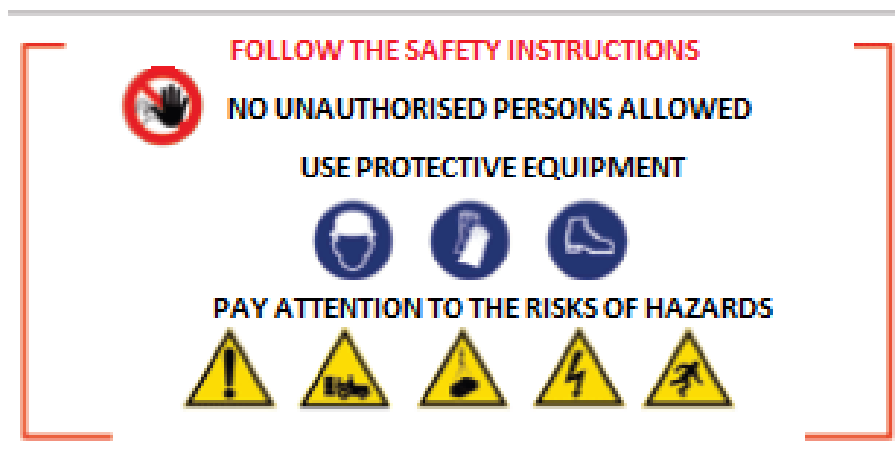 FOLLOW THE SAFETY INSTRUCTIONS
NO UNAUTHORISED PERSONS ALLOWED
USE PROTECTIVE EQUIPMENT
PAY ATTENTION TO THE RISKS OF HAZARDS